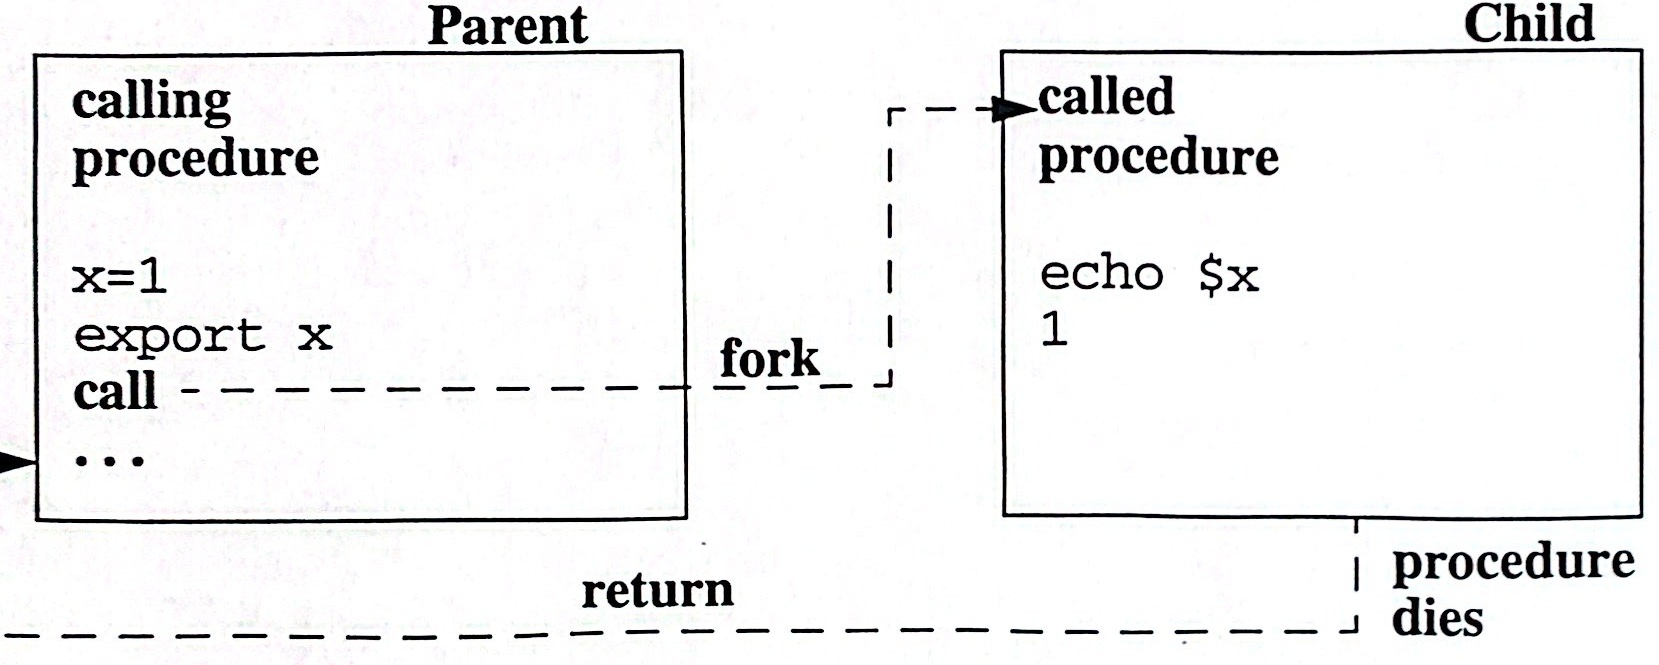 Parent
calling
procedure
x=1
export x
call
...
fork
Child
called
procedure
echo $x
1
return
procedure
dies